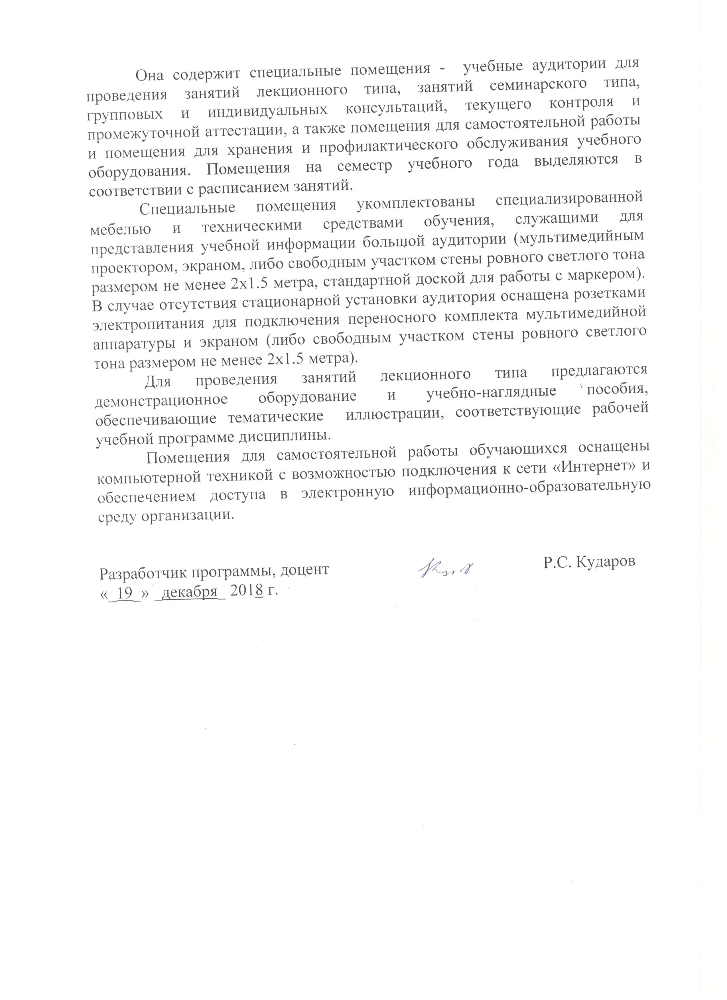 Она содержит специальные помещения - учебные аудитории для
проведения занятий лекционного типа, занятий семинарского типа,
групповых и индивидуальных консультаций, текущего контроля и
промежуточной аттестации, а также помещения для самостоятельной работы
и помещения для хранения и профилактического обслуживания учебного
оборудования. Помещения на семестр учебного года выделяются в
соответствии с расписанием занятий.
Специальные помещения укомплектованы специализированной
мебелью и техническими средствами обучения, служащими для
представления учебной информации большой аудитории (мультимедийным
проектором, экраном, либо свободным участком стены ровного светлого тона
размером не менее 2х1.5 метра, стандартной доской для работы с маркером).
В случае отсутствия стационарной установки аудитория оснащена розетками
электропитания для подключения переносного комплекта мультимедийной
аппаратуры и экраном (либо свободным участком стены ровного светлого
тона размером не менее 2х1.5 метра).
Для проведения занятий лекционного типа предлагаются
демонстрационное оборудование и учебно-наглядные пособия,
обеспечивающие тематические иллюстрации, соответствующие рабочей
учебной программе дисциплины.
Помещения для самостоятельной работы обучающихся оснащены
компьютерной техникой с возможностью подключения к сети «Интернет» и
обеспечением доступа в электронную информационно-образовательную
среду организации.
Разработчик программы, доцент Р.С. Кударов
«_19_» _декабря_ 2018 г.